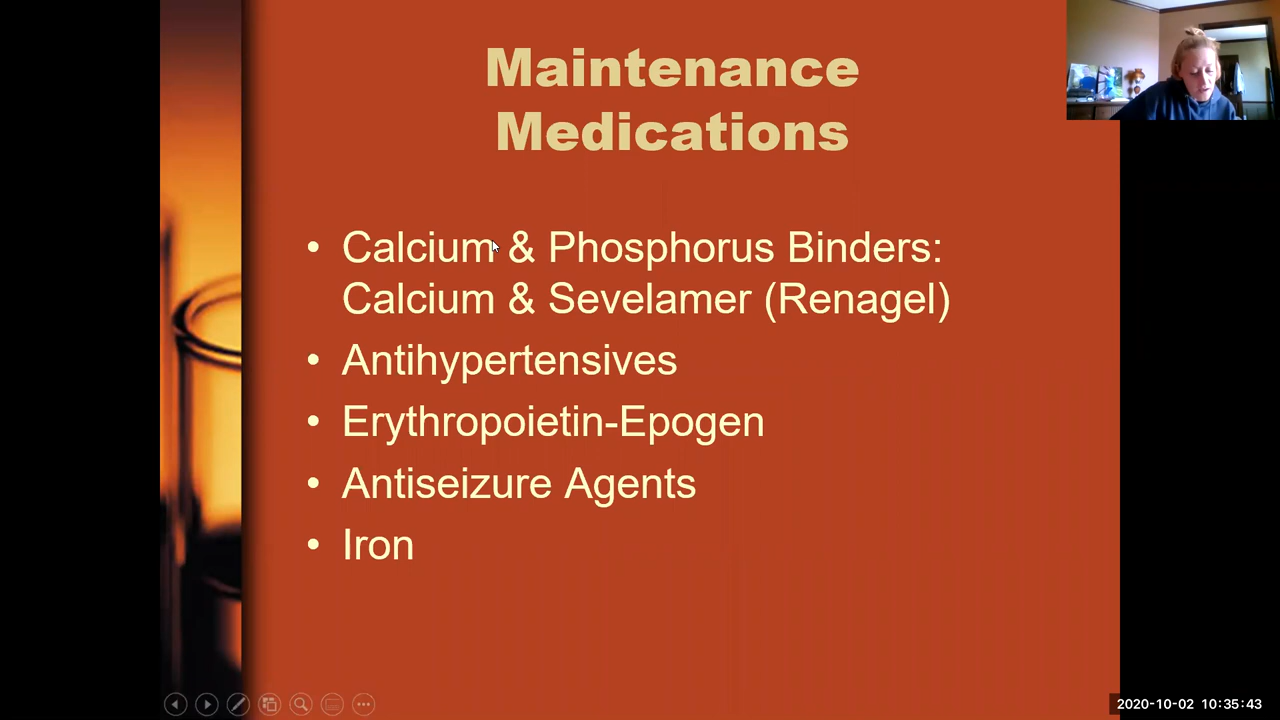 Maintenance
Medications
• Calcium & Phosphorus Binders:
Calcium & Sevelamer (Renagel)
• Antihypertensives
• Erythropoietin-Epogen
• Antiseizure Agents
• Iron
2020-10-02 10:35:43